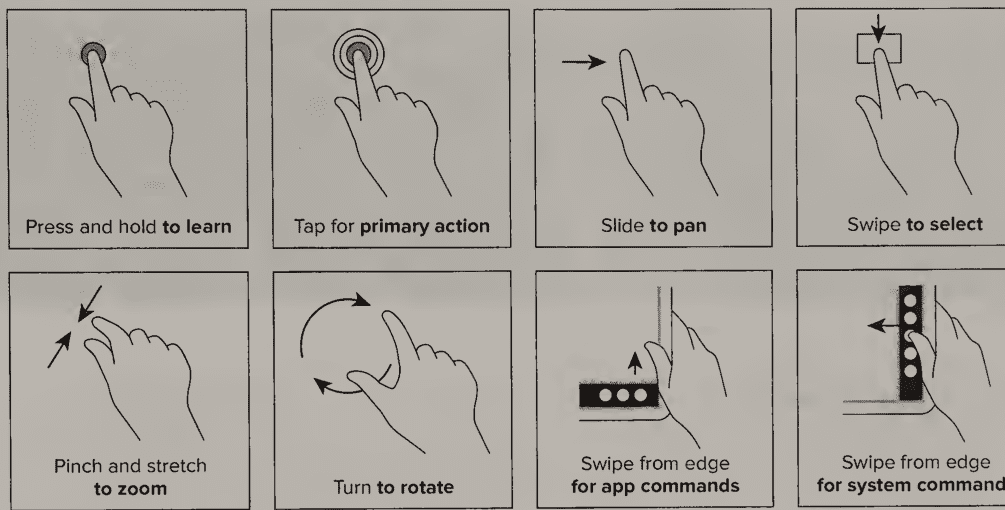 Press and hold to learn
Tap for primary action
Slide to pan
Swipe to select
Pinch and stretch
to zoom
Turn to rotate
Swipe from edge
for app commands
Swipe from edge
for system command